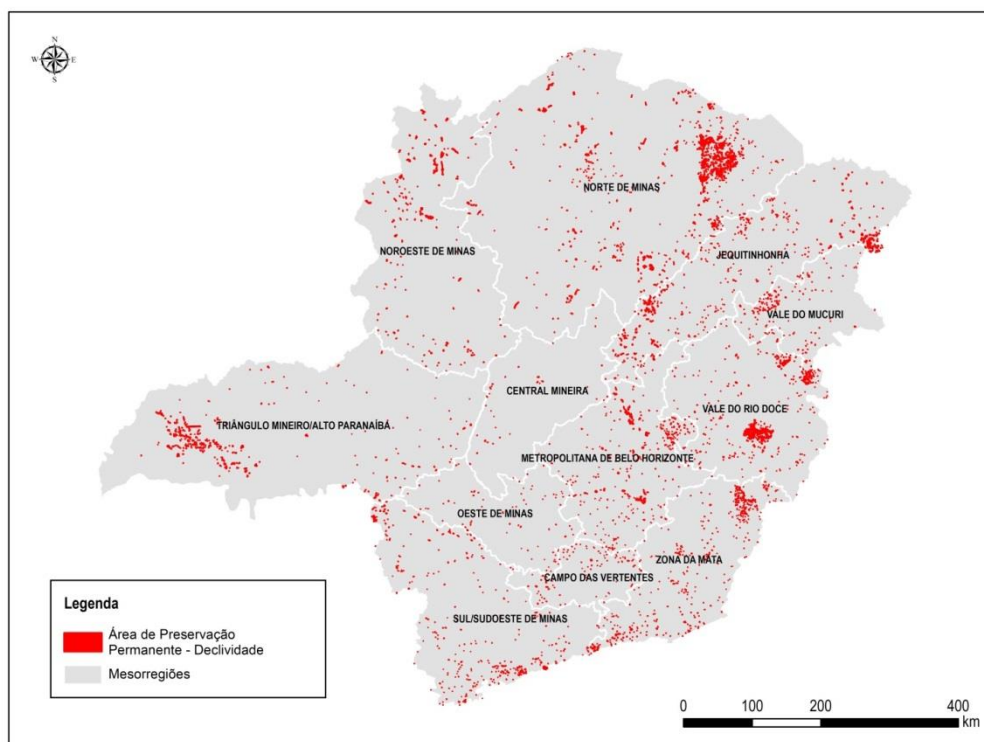 N
W E
S
NORTE DE MINAS
NOROESTE DE MINAS
JEQUITINHONHA
VALE DO MUCURI
CENTRAL MINEIRA
VALE DO RIO DOCE
TRIÂNGULO MINEIRO/ALTO PARANAÍBA
METROPOLITANA DE BELO HORIZONTE
OESTE DE MINAS
ZONA DA MATA
CAMPO DAS VERTENTES
SUL/SUDOESTE DE MINAS
Legenda
Área de Preservação
Permanente - Declividade
Mesorregiões
0 100 200 400
km